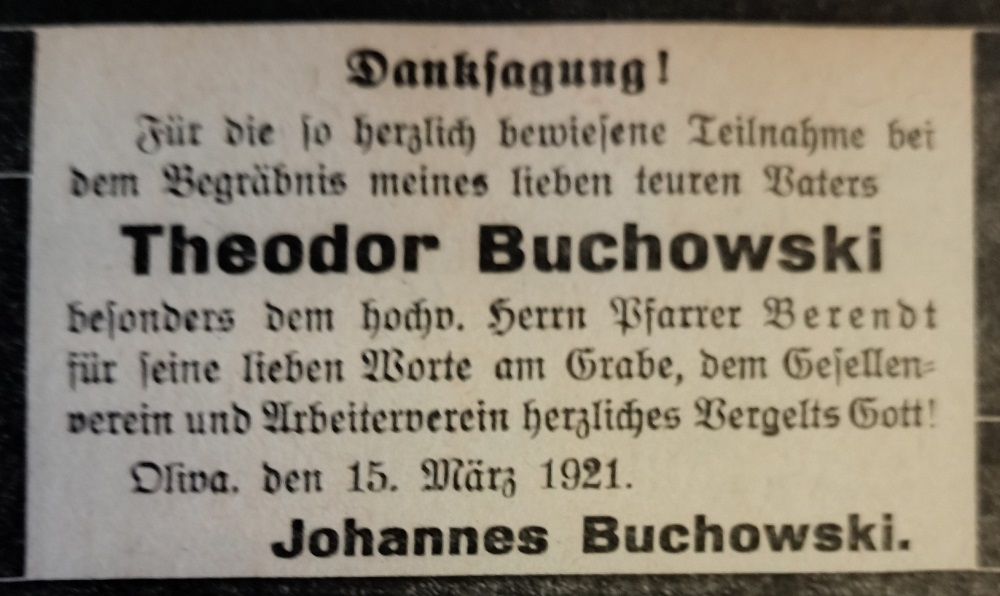 Danksagung!
Für die so herzlich bewiesene Teilnahme bei
dem Begräbnis meines lieben teuren Vaters
Theodor Buchowski
besonders dem hochv. Herrn Pfarrer Berendt
für seine lieben Worte am Grabe, dem Gesellen-
verein und Arbeiterverein herzliches Vergelts Gott!
Oliva, den 15. März 1921.
Johannes Buchowski.